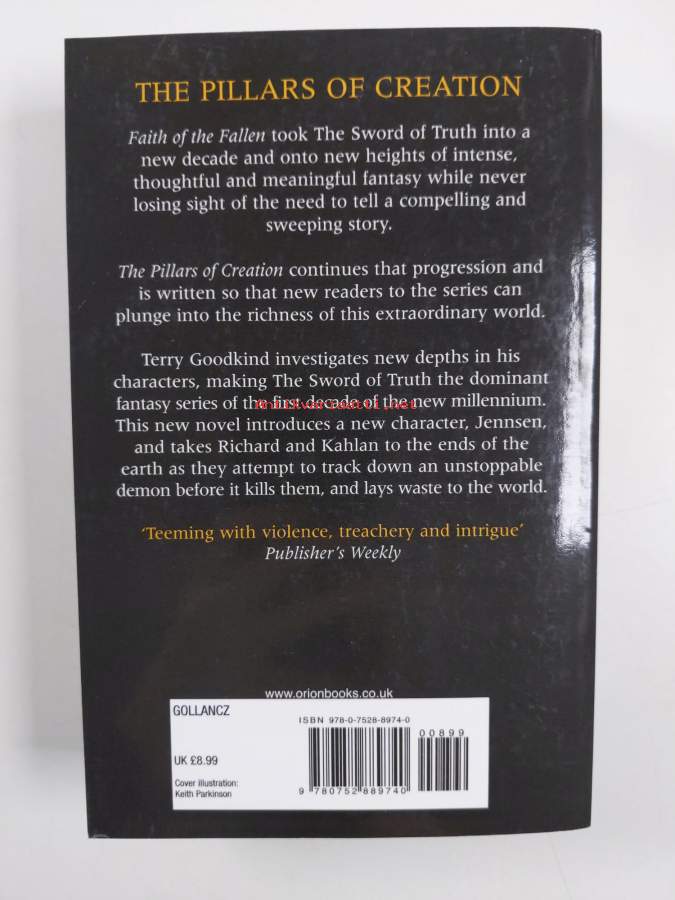 THE PILLARS OF CREATION
Faith of the Fallen took The Sword of Truth into a
new decade and onto new heights of intense,
thoughtful and meaningful fantasy while never
losing sight of the need to tell a compelling and
sweeping story.
The Pillars of Creation continues that progression and
is written so that new readers to the series can
plunge into the richness of this extraordinary world.
Terry Goodkind investigates new depths in his
characters, making The Sword of Truth the dominant
fantasy series of the first decade of the new millennium.
Antikvariaatti.net
This new novel introduces a new character, Jennsen,
and takes Richard and Kahlan to the ends of the
earth as they attempt to track down an unstoppable
demon before it kills them, and lays waste to the world.
‘Teeming with violence, treachery and intrigue’
Publisher's Weekly
www.orionbooks.co.uk
GOLLANCZ
ISBN 978-0-7528-8974-0
00899
UK £8.99
Cover illustration:
Keith Parkinson
9 780752 889740